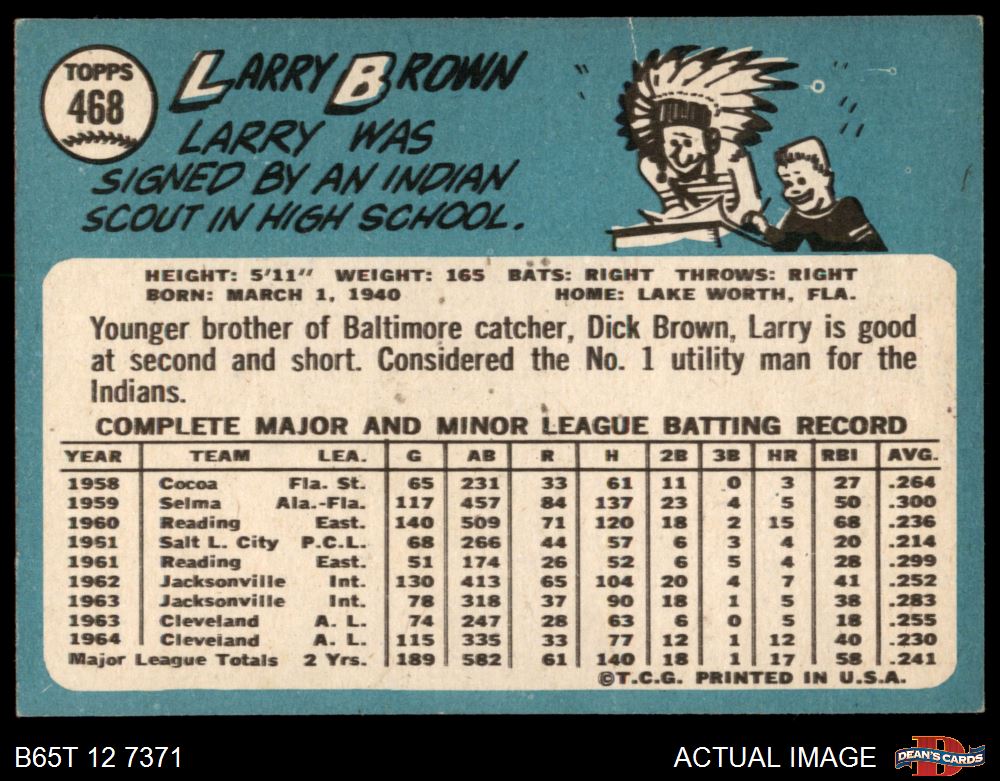 TOPPS
468
LARRY BROWN
LARRY WAS
SIGNED BY AN INDIAN
SCOUT IN HIGH SCHOOL.
HEIGHT: 5'11" WEIGHT: 165 BATS: RIGHT THROWS: RIGHT
BORN: MARCH 1, 1940 HOME: LAKE WORTH, FLA.
Younger brother of Baltimore catcher, Dick Brown, Larry is good
at second and short. Considered the No. 1 utility man for the
Indians.
COMPLETE MAJOR AND MINOR LEAGUE BATTING RECORD
YEAR TEAM LEA. G AB R H 2B 3B HR RBI AVG.
1958 Cocoa Fla. St. 65 231 33 61 11 0 3 27 .264
1959 Selma Ala.-Fla. 117 457 84 137 23 4 5 50 .300
1960 Reading East. 140 509 71 120 18 2 15 68 .236
1951 Salt L. City P.C.L. 68 266 44 57 6 3 4 20 .214
1961 Reading East. 51 174 26 52 6 5 4 28 .299
1962 Jacksonville Int. 130 413 65 104 20 4 7 41 .252
1963 Jacksonville Int. 78 318 37 90 18 1 5 38 .283
1963 Cleveland A. L. 74 247 28 63 6 0 5 18 .255
1964 Cleveland A. L. 115 335 33 77 12 1 12 40 .230
Major League Totals 2 Yrs. 189 582 61 140 18 1 17 58 .241
©T.C.G. PRINTED IN U.S.A.
B65T 12 7371 ACTUAL IMAGE DEAN'S CARDS